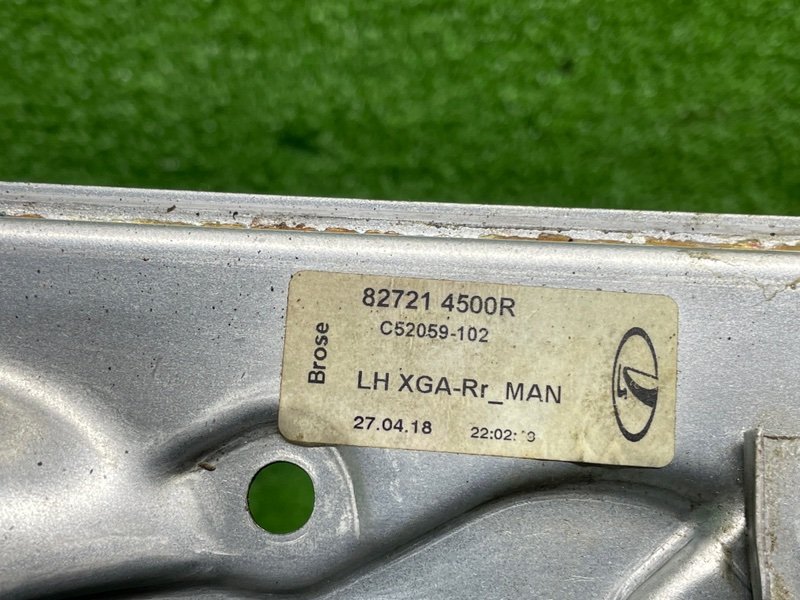 82721 4500R
C52059-102
Brose
LH XGA-Rr_MAN
27.04.18